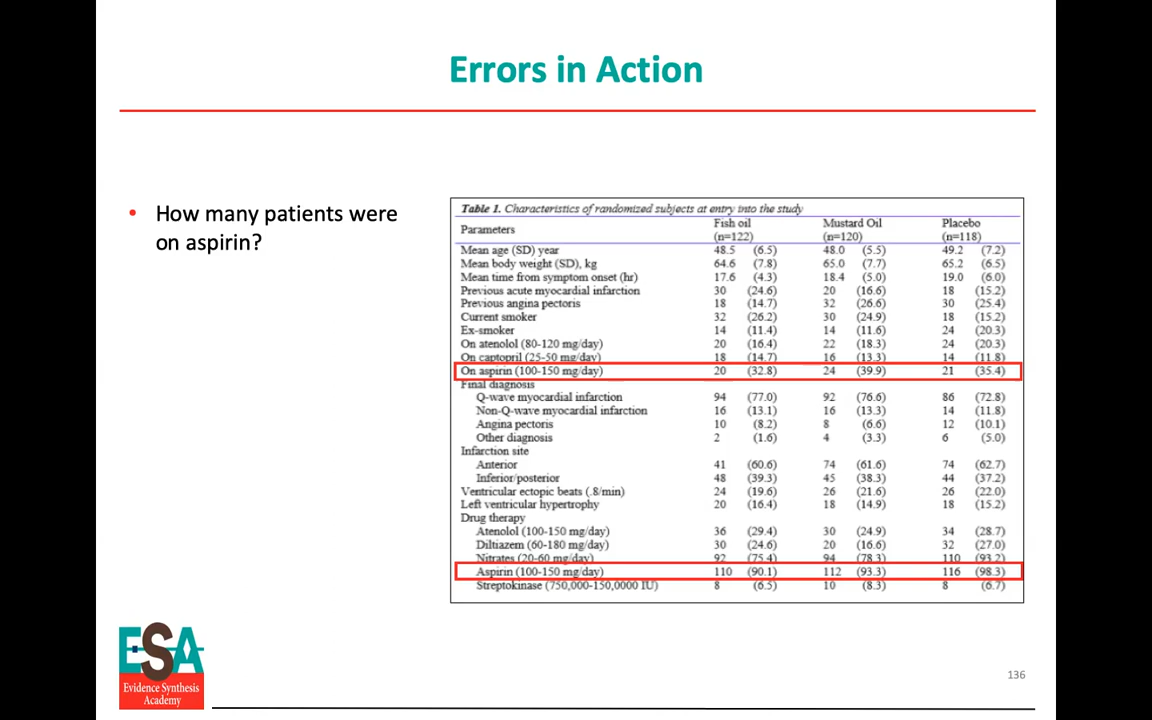 Errors in Action
• How many patients were
on aspirin?
Table 1. Characteristics of randomized subjects at entry into the study
Parameters Fish oil (n=122) Mustard Oil (n=120) Placebo (n=118)
Mean age (SD) year 48.5 (6.5) 48.0 (5.5) 49.2 (7.2)
Mean body weight (SD), kg 64.6 (7.8) 65.0 (7.7) 65.2 (6.5)
Mean time from symptom onset (hr) 17.6 (4.3) 18.4 (5.0) 19.0 (6.0)
Previous acute myocardial infarction 30 (24.6) 20 (16.6) 18 (15.2)
Previous angina pectoris 18 (14.7) 32 (26.6) 30 (25.4)
Current smoker 32 (26.2) 30 (24.9) 18 (15.2)
Ex-smoker 14 (11.4) 14 (11.6) 24 (20.3)
On atenolol (80-120 mg/day) 20 (16.4) 22 (18.3) 24 (20.3)
On captopril (25-50 mg/day) 18 (14.7) 16 (13.3) 14 (11.8)
On aspirin (100-150 mg/day) 20 (32.8) 24 (39.9) 21 (35.4)
Final diagnosis
Q-wave myocardial infarction 94 (77.0) 92 (76.6) 86 (72.8)
Non-Q-wave myocardial infarction 16 (13.1) 16 (13.3) 14 (11.8)
Angina pectoris 10 (8.2) 8 (6.6) 12 (10.1)
Other diagnosis 2 (1.6) 4 (3.3) 6 (5.0)
Infarction site
Anterior 41 (60.6) 74 (61.6) 74 (62.7)
Inferior/posterior 48 (39.3) 45 (38.3) 44 (37.2)
Ventricular ectopic beats (.8/min) 24 (19.6) 26 (21.6) 26 (22.0)
Left ventricular hypertrophy 20 (16.4) 18 (14.9) 18 (15.2)
Drug therapy
Atenolol (100-150 mg/day) 36 (29.4) 30 (24.9) 34 (28.7)
Diltiazem (60-180 mg/day) 30 (24.6) 20 (16.6) 32 (27.0)
Nitrates (20-60 mg/day) 92 (75.4) 94 (78.3) 110 (93.2)
Aspirin (100-150 mg/day) 110 (90.1) 112 (93.3) 116 (98.3)
Streptokinase (750,000-150,0000 IU) 8 (6.5) 10 (8.3) 8 (6.7)
ESA
Evidence Synthesis
Academy
136